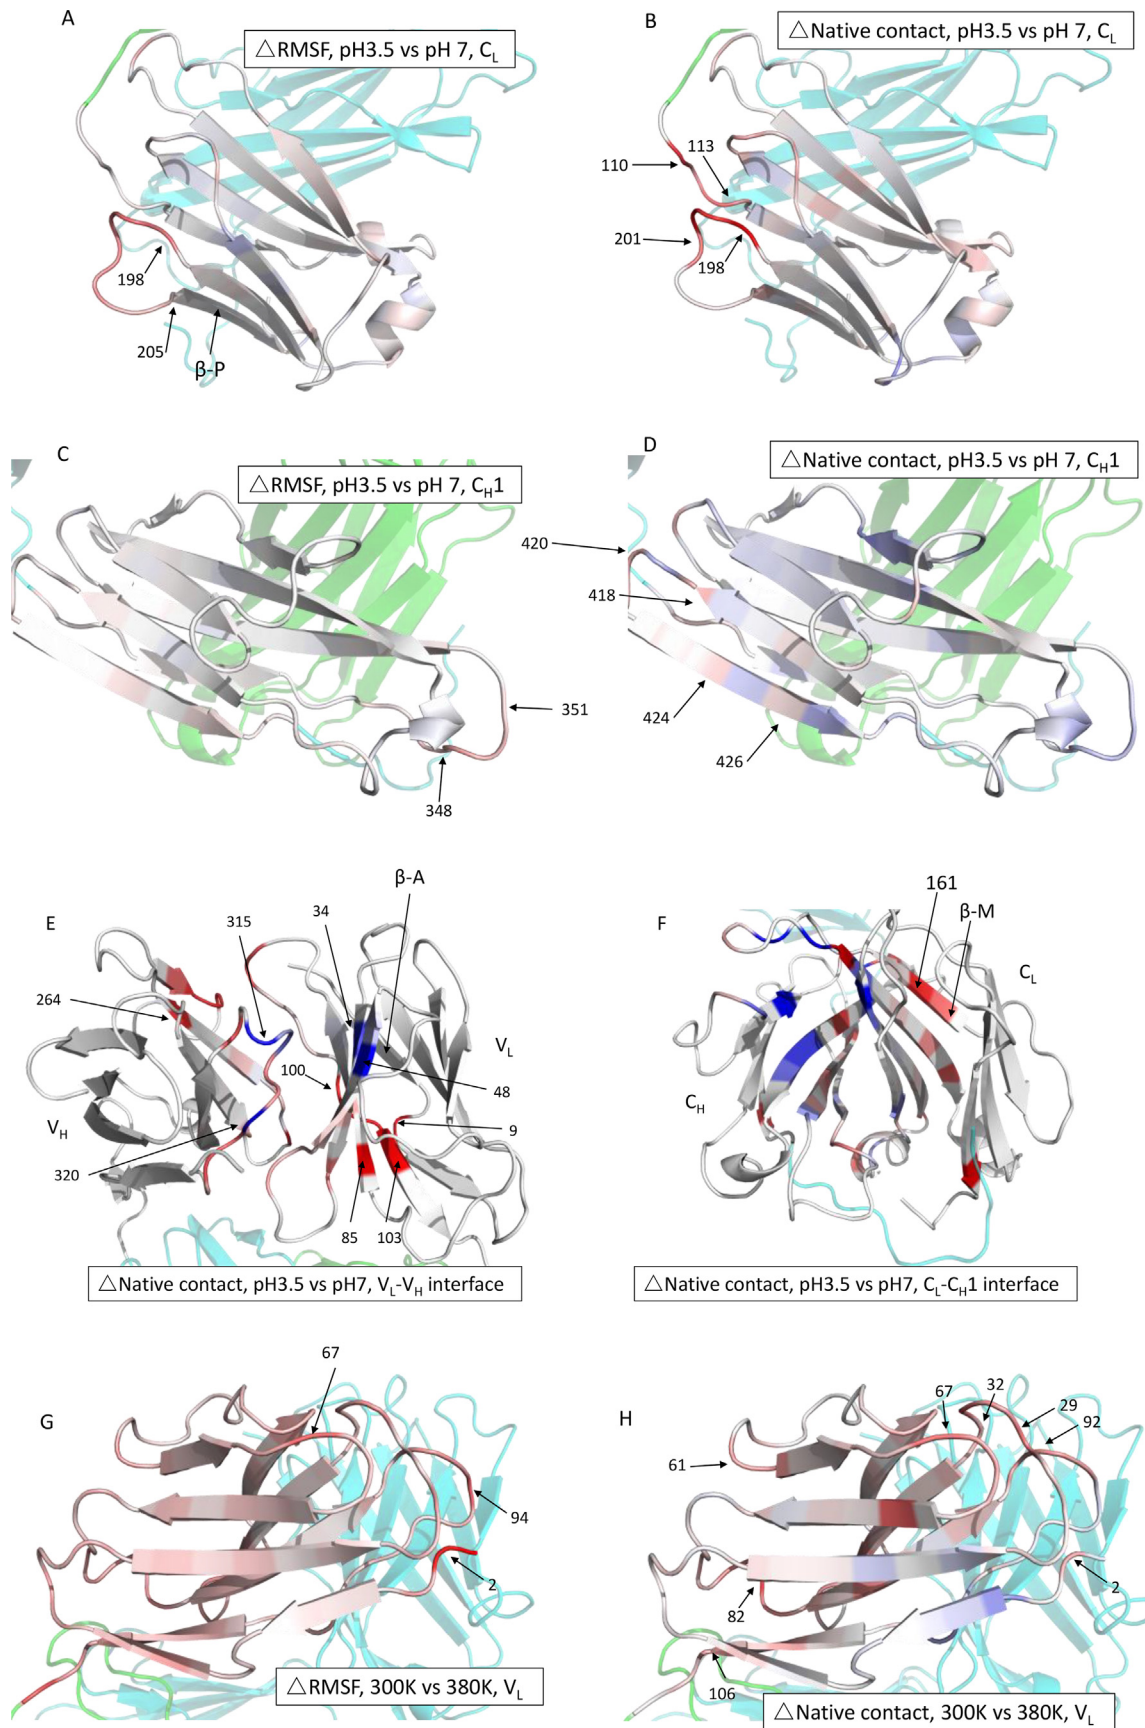 A
△RMSF, pH3.5 vs pH 7, CL
198
205
β-P
B
△Native contact, pH3.5 vs pH 7, CL
113
110
201
198
C
△RMSF, pH3.5 vs pH 7, CH1
351
348
D
△Native contact, pH3.5 vs pH 7, CH1
420
418
424
426
E
β-A
315
34
264
VL
100
48
VH
9
320
85
103
△Native contact, pH3.5 vs pH7, VL-VH interface
F
161
β-M
CL
CH
△Native contact, pH3.5 vs pH7, CL-CH1 interface
G
67
94
2
△RMSF, 300K vs 380K, VL
H
67
32
29
92
61
82
2
106
△Native contact, 300K vs 380K, VL